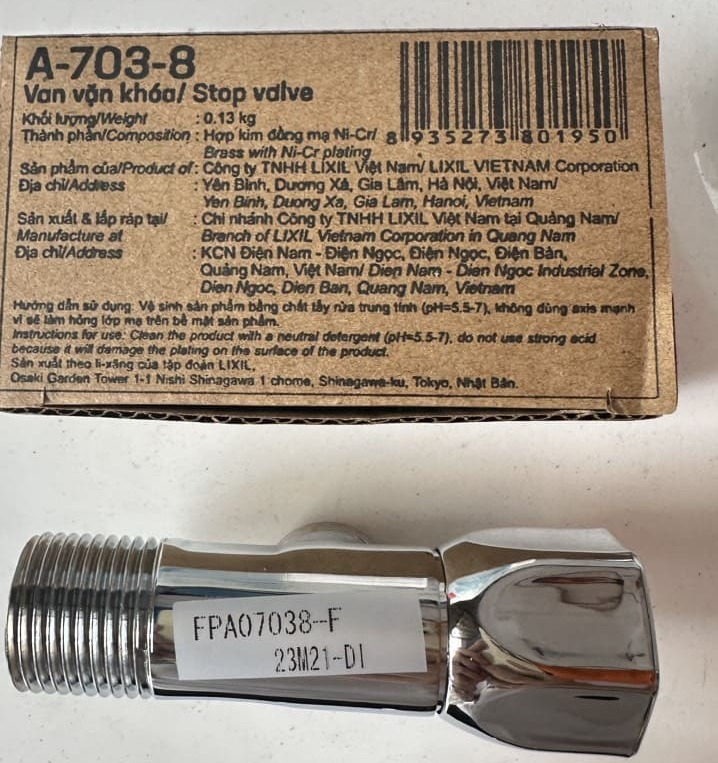 A-703-8
Van vặn khóa/ Stop valve
Khối lượng/Weight : 0.13 kg
Thành phần/Composition : Hợp kim đồng mạ Ni-Cr/
Brass with Ni-Cr plating
8 935273 801950
Sản phẩm của/Product of : Công ty TNHH LIXIL Việt Nam/ LIXIL VIETNAM Corporation
Địa chỉ/Address : Yên Bình, Dương Xá, Gia Lâm, Hà Nội, Việt Nam/
Yen Binh, Duong Xa, Gia Lam, Hanoi, Vietnam
Sản xuất & lắp ráp tại/ : Chi nhánh Công ty TNHH LIXIL Việt Nam tại Quảng Nam/
Manufacture at Branch of LIXIL Vietnam Corporation in Quang Nam
Địa chỉ/Address : KCN Điện Nam - Điện Ngọc, Điện Ngọc, Điện Bàn,
Quảng Nam, Việt Nam/ Dien Nam - Dien Ngoc Industrial Zone,
Dien Ngoc, Dien Ban, Quang Nam, Vietnam
Hướng dẫn sử dụng: Vệ sinh sản phẩm bằng chất tẩy rửa trung tính (pH=5.5-7), không dùng axis mạnh
vì sẽ làm hỏng lớp mạ trên bề mặt sản phẩm.
Instructions for use: Clean the product with a neutral detergent (pH=5.5-7), do not use strong acid
because it will damage the plating on the surface of the product.
Sản xuất theo li-xăng của tập đoàn LIXIL.
Osaki Garden Tower 1-1 Nishi Shinagawa 1 chome, Shinagawa-ku, Tokyo, Nhật Bản.
FPA07038-F
23M21-DI